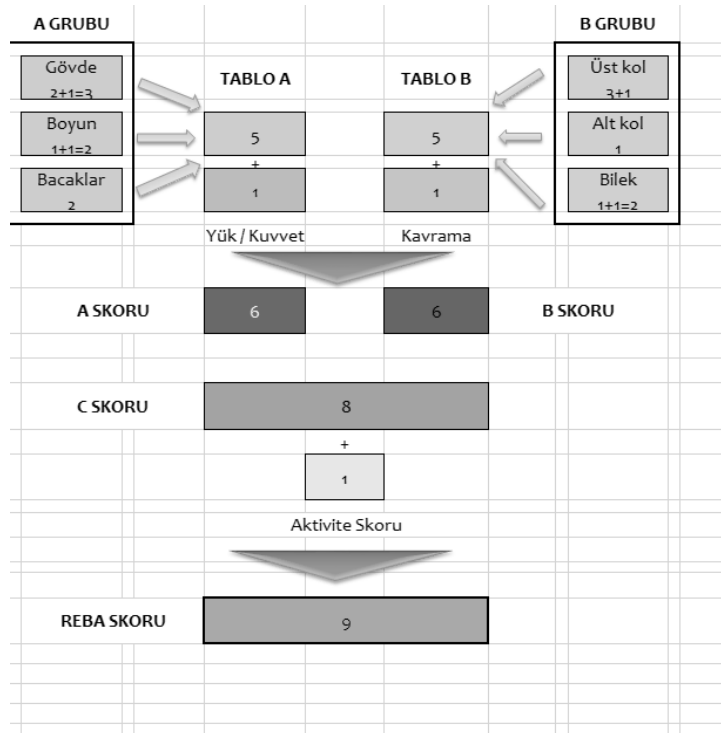 A GRUBU
B GRUBU
Gövde
2+1=3
TABLO A
TABLO B
Üst kol
3+1
Boyun
1+1=2
5
5
Alt kol
1
+
+
Bacaklar
2
1
1
Bilek
1+1=2
Yük / Kuvvet
Kavrama
A SKORU
6
6
B SKORU
C SKORU
8
+
1
Aktivite Skoru
REBA SKORU
9